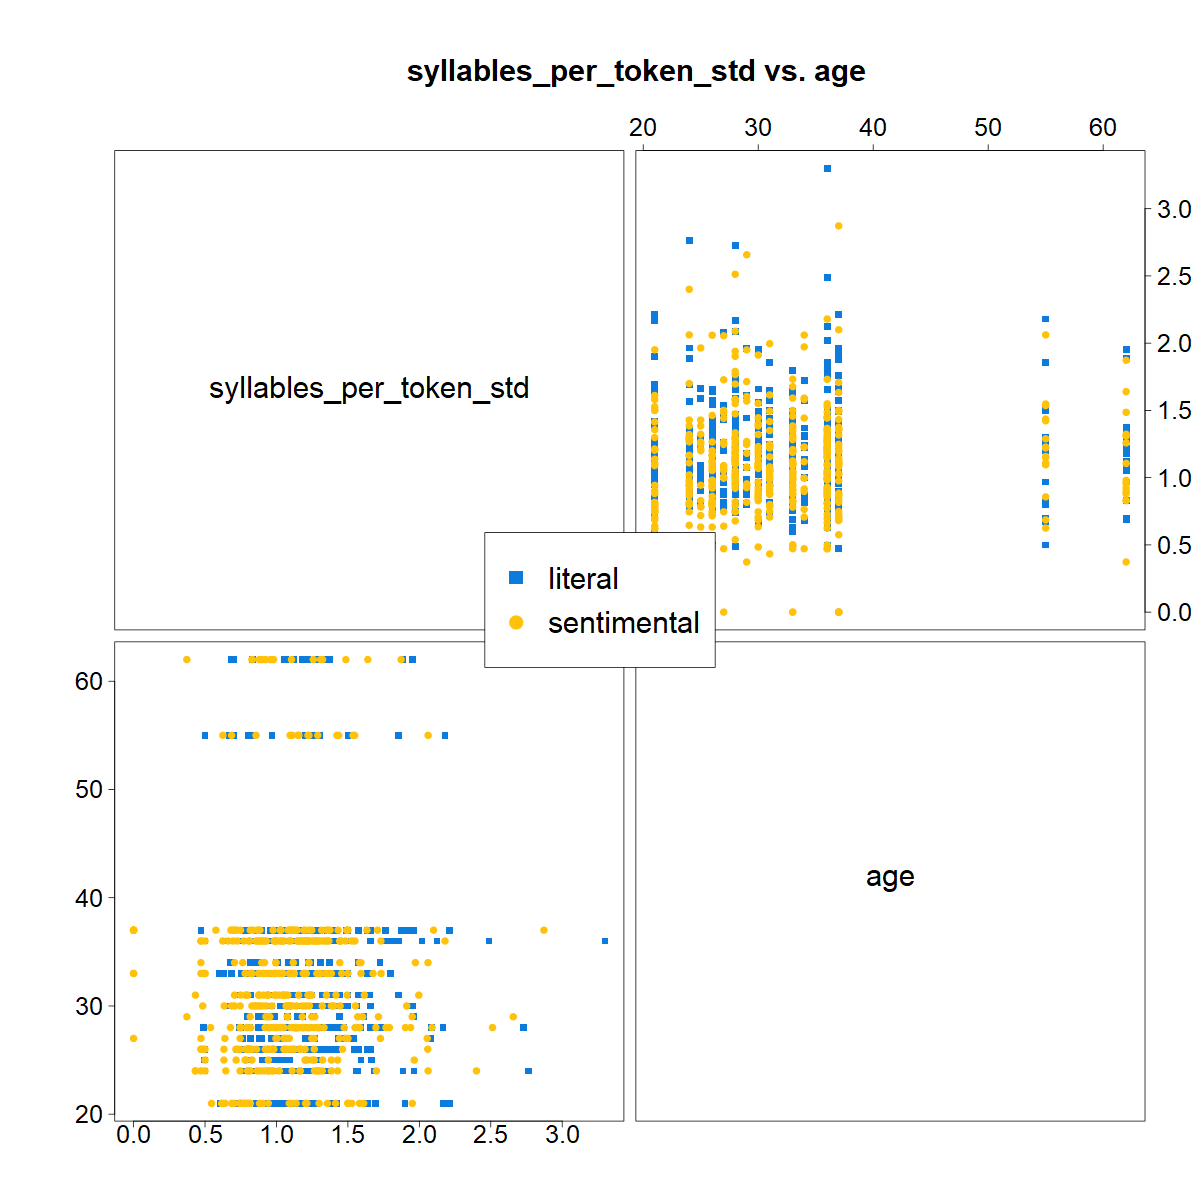 syllables_per_token_std vs. age
20 30 40 50 60
syllables_per_token_std
3.0
2.5
2.0
1.5
1.0
0.5
0.0
literal
sentimental
60
50
40
30
20
age
0.0 0.5 1.0 1.5 2.0 2.5 3.0